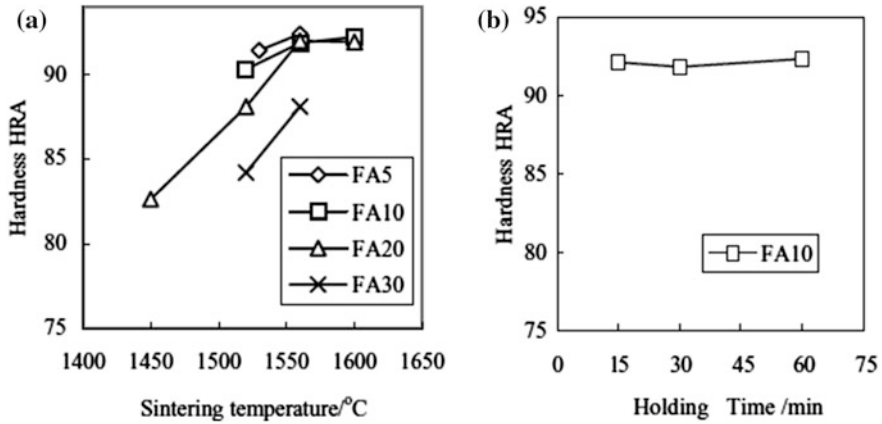 (a)
Hardness HRA
90
85
80
75
1400 1450 1500 1550 1600 1650
Sintering temperature/°C
FA5
FA10
FA20
FA30
(b)
Hardness HRA
95
90
85
80
75
0 15 30 45 60 75
Holding Time /min
FA10